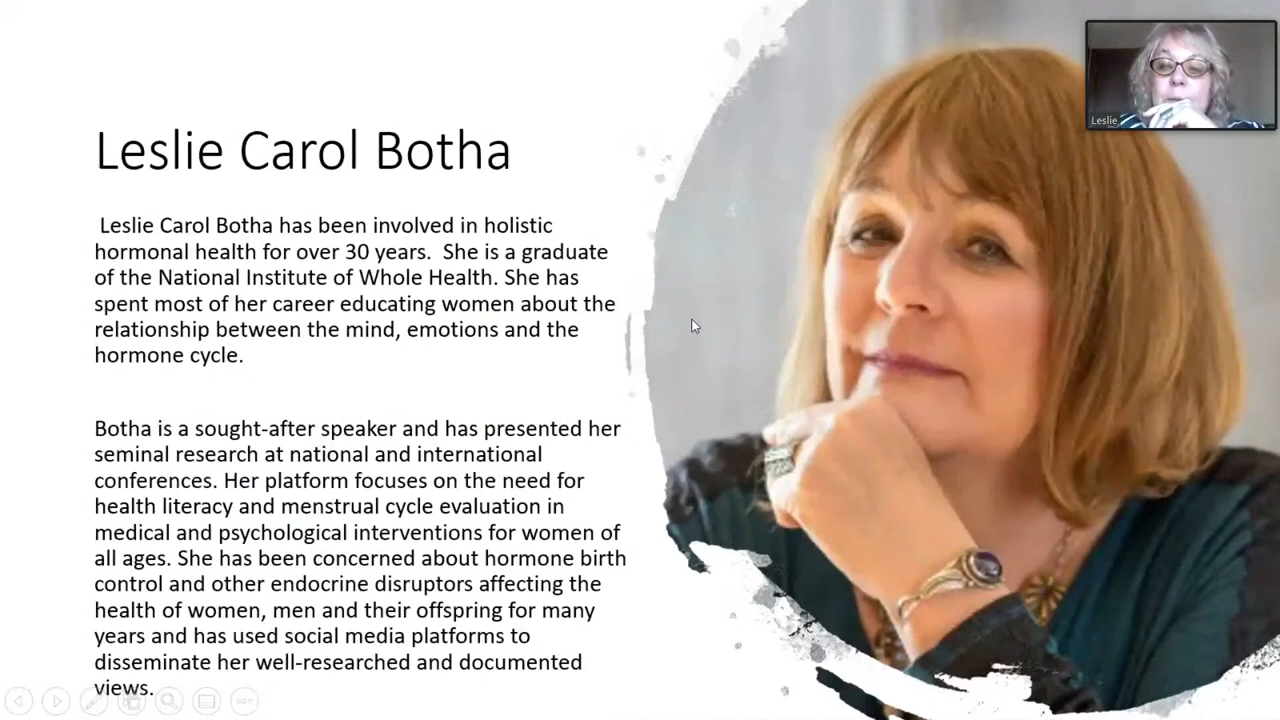 Leslie Carol Botha
Leslie Carol Botha has been involved in holistic
hormonal health for over 30 years.  She is a graduate
of the National Institute of Whole Health. She has
spent most of her career educating women about the
relationship between the mind, emotions and the
hormone cycle.
Botha is a sought-after speaker and has presented her
seminal research at national and international
conferences. Her platform focuses on the need for
health literacy and menstrual cycle evaluation in
medical and psychological interventions for women of
all ages. She has been concerned about hormone birth
control and other endocrine disruptors affecting the
health of women, men and their offspring for many
years and has used social media platforms to
disseminate her well-researched and documented
views.
Leslie